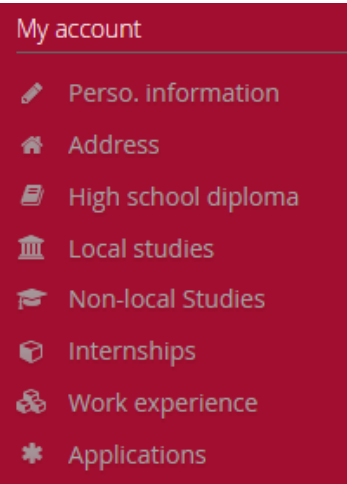 My account
Perso. information
Address
High school diploma
Local studies
Non-local Studies
Internships
Work experience
Applications